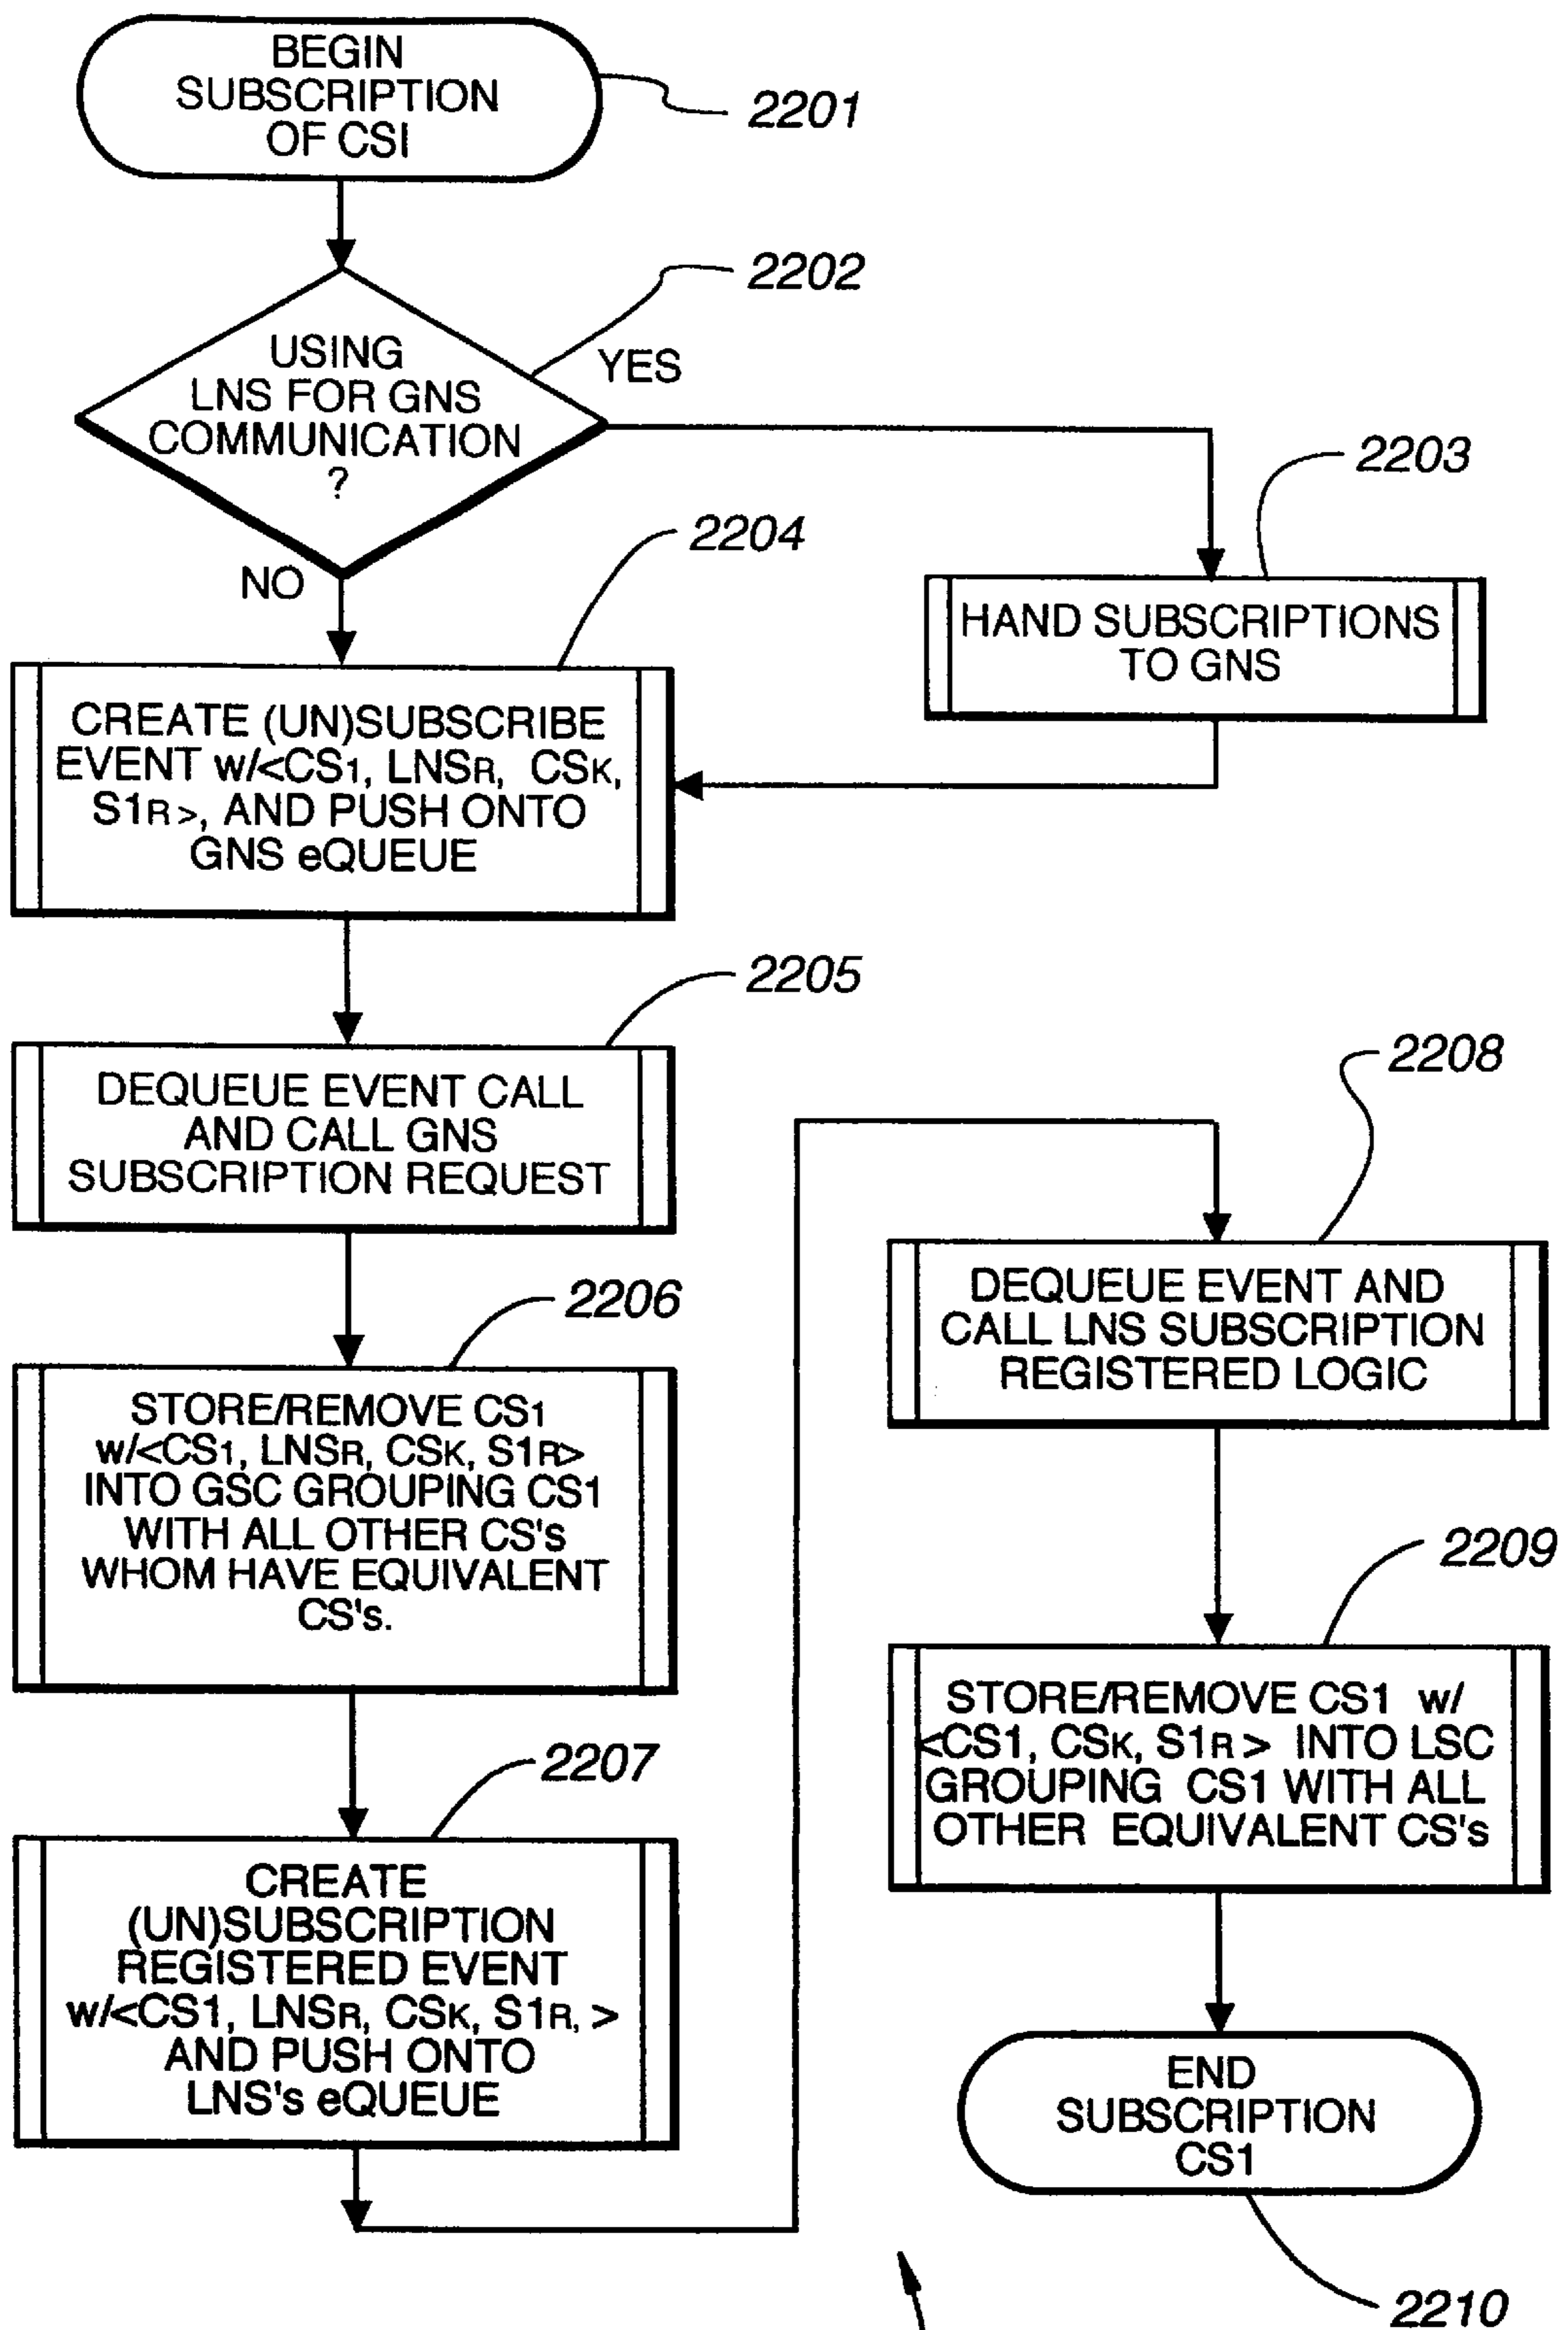 BEGIN
SUBSCRIPTION
OF CSI
2201
2202
USING
LNS FOR GNS
COMMUNICATION
?
YES
NO
2203
HAND SUBSCRIPTIONS
TO GNS
2204
CREATE (UN)SUBSCRIBE
EVENT w/<CS1, LNSR, CSK,
S1R>, AND PUSH ONTO
GNS eQUEUE
2205
DEQUEUE EVENT CALL
AND CALL GNS
SUBSCRIPTION REQUEST
2206
STORE/REMOVE CS1
w/<CS1, LNSR, CSK, S1R>
INTO GSC GROUPING CS1
WITH ALL OTHER CS's
WHOM HAVE EQUIVALENT
CS's.
2207
CREATE
(UN)SUBSCRIPTION
REGISTERED EVENT
w/<CS1, LNSR, CSK, S1R, >
AND PUSH ONTO
LNS's eQUEUE
2208
DEQUEUE EVENT AND
CALL LNS SUBSCRIPTION
REGISTERED LOGIC
2209
STORE/REMOVE CS1 w/
<CS1, CSK, S1R> INTO LSC
GROUPING CS1 WITH ALL
OTHER EQUIVALENT CS's
END
SUBSCRIPTION
CS1
2210